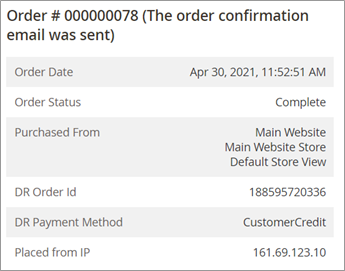 Order # 000000078 (The order confirmation
email was sent)
Order Date Apr 30, 2021, 11:52:51 AM
Order Status Complete
Purchased From Main Website
Main Website Store
Default Store View
DR Order Id 188595720336
DR Payment Method CustomerCredit
Placed from IP 161.69.123.10